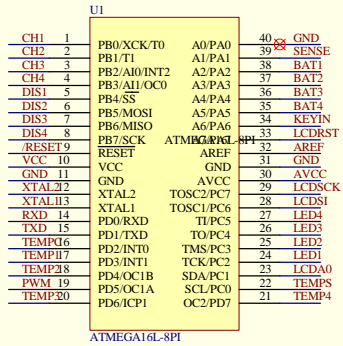 U1
CH1 1 PB0/XCK/T0 A0/PA0 40 GND
CH2 2 PB1/T1 A1/PA1 39 SENSE
CH3 3 PB2/AI0/INT2 A2/PA2 38 BAT1
CH4 4 PB3/AI1/OC0 A3/PA3 37 BAT2
DIS1 5 PB4/SS A4/PA4 36 BAT3
DIS2 6 PB5/MOSI A5/PA5 35 BAT4
DIS3 7 PB6/MISO A6/PA6 34 KEYIN
DIS4 8 PB7/SCK ATMEGA16L-8PI 33 LCDRST
/RESET 9 RESET AREF 32 AREF
VCC 10 VCC GND 31 GND
GND 11 GND AVCC 30 AVCC
XTAL2 12 XTAL2 TOSC2/PC7 29 LCDSCK
XTAL1 13 XTAL1 TOSC1/PC6 28 LCDSI
RXD 14 PD0/RXD TI/PC5 27 LED4
TXD 15 PD1/TXD TO/PC4 26 LED3
TEMP0 16 PD2/INT0 TMS/PC3 25 LED2
TEMP1 17 PD3/INT1 TCK/PC2 24 LED1
TEMP2 18 PD4/OC1B SDA/PC1 23 LCDA0
PWM 19 PD5/OC1A SCL/PC0 22 TEMPS
TEMP3 20 PD6/ICP1 OC2/PD7 21 TEMP4
ATMEGA16L-8PI